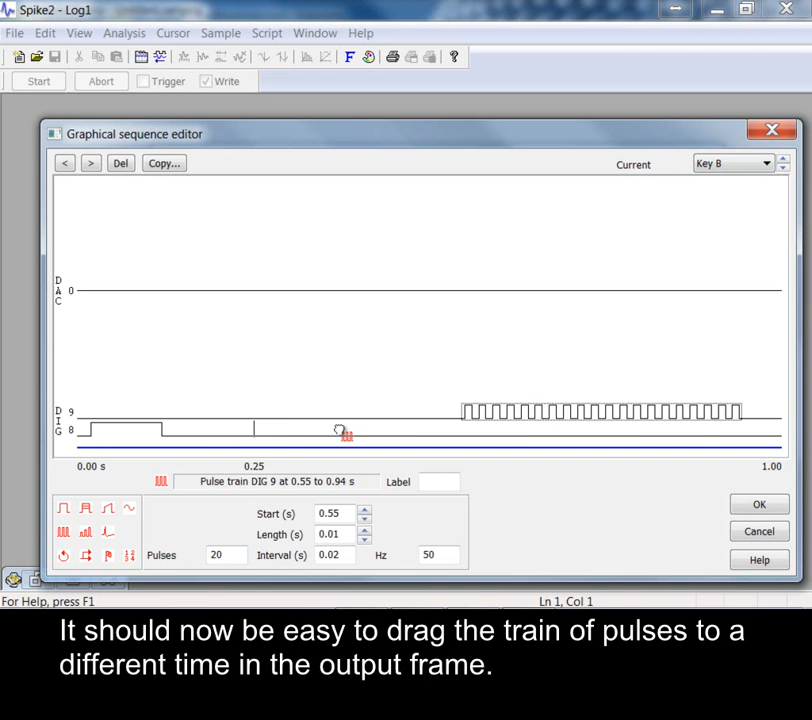 Spike2 - Log1
File Edit View Analysis Cursor Sample Script Window Help
F ?
Start Abort Trigger Write
Graphical sequence editor
< > Del Copy... Current Key B
D
A 0
C
D 9
I
G 8
0.00 s 0.25 1.00
Pulse train DIG 9 at 0.55 to 0.94 s Label
Start (s) 0.55 OK
Length (s) 0.01 Cancel
Pulses 20 Interval (s) 0.02 Hz 50 Help
For Help, press F1 Ln 1, Col 1
It should now be easy to drag the train of pulses to a
different time in the output frame.